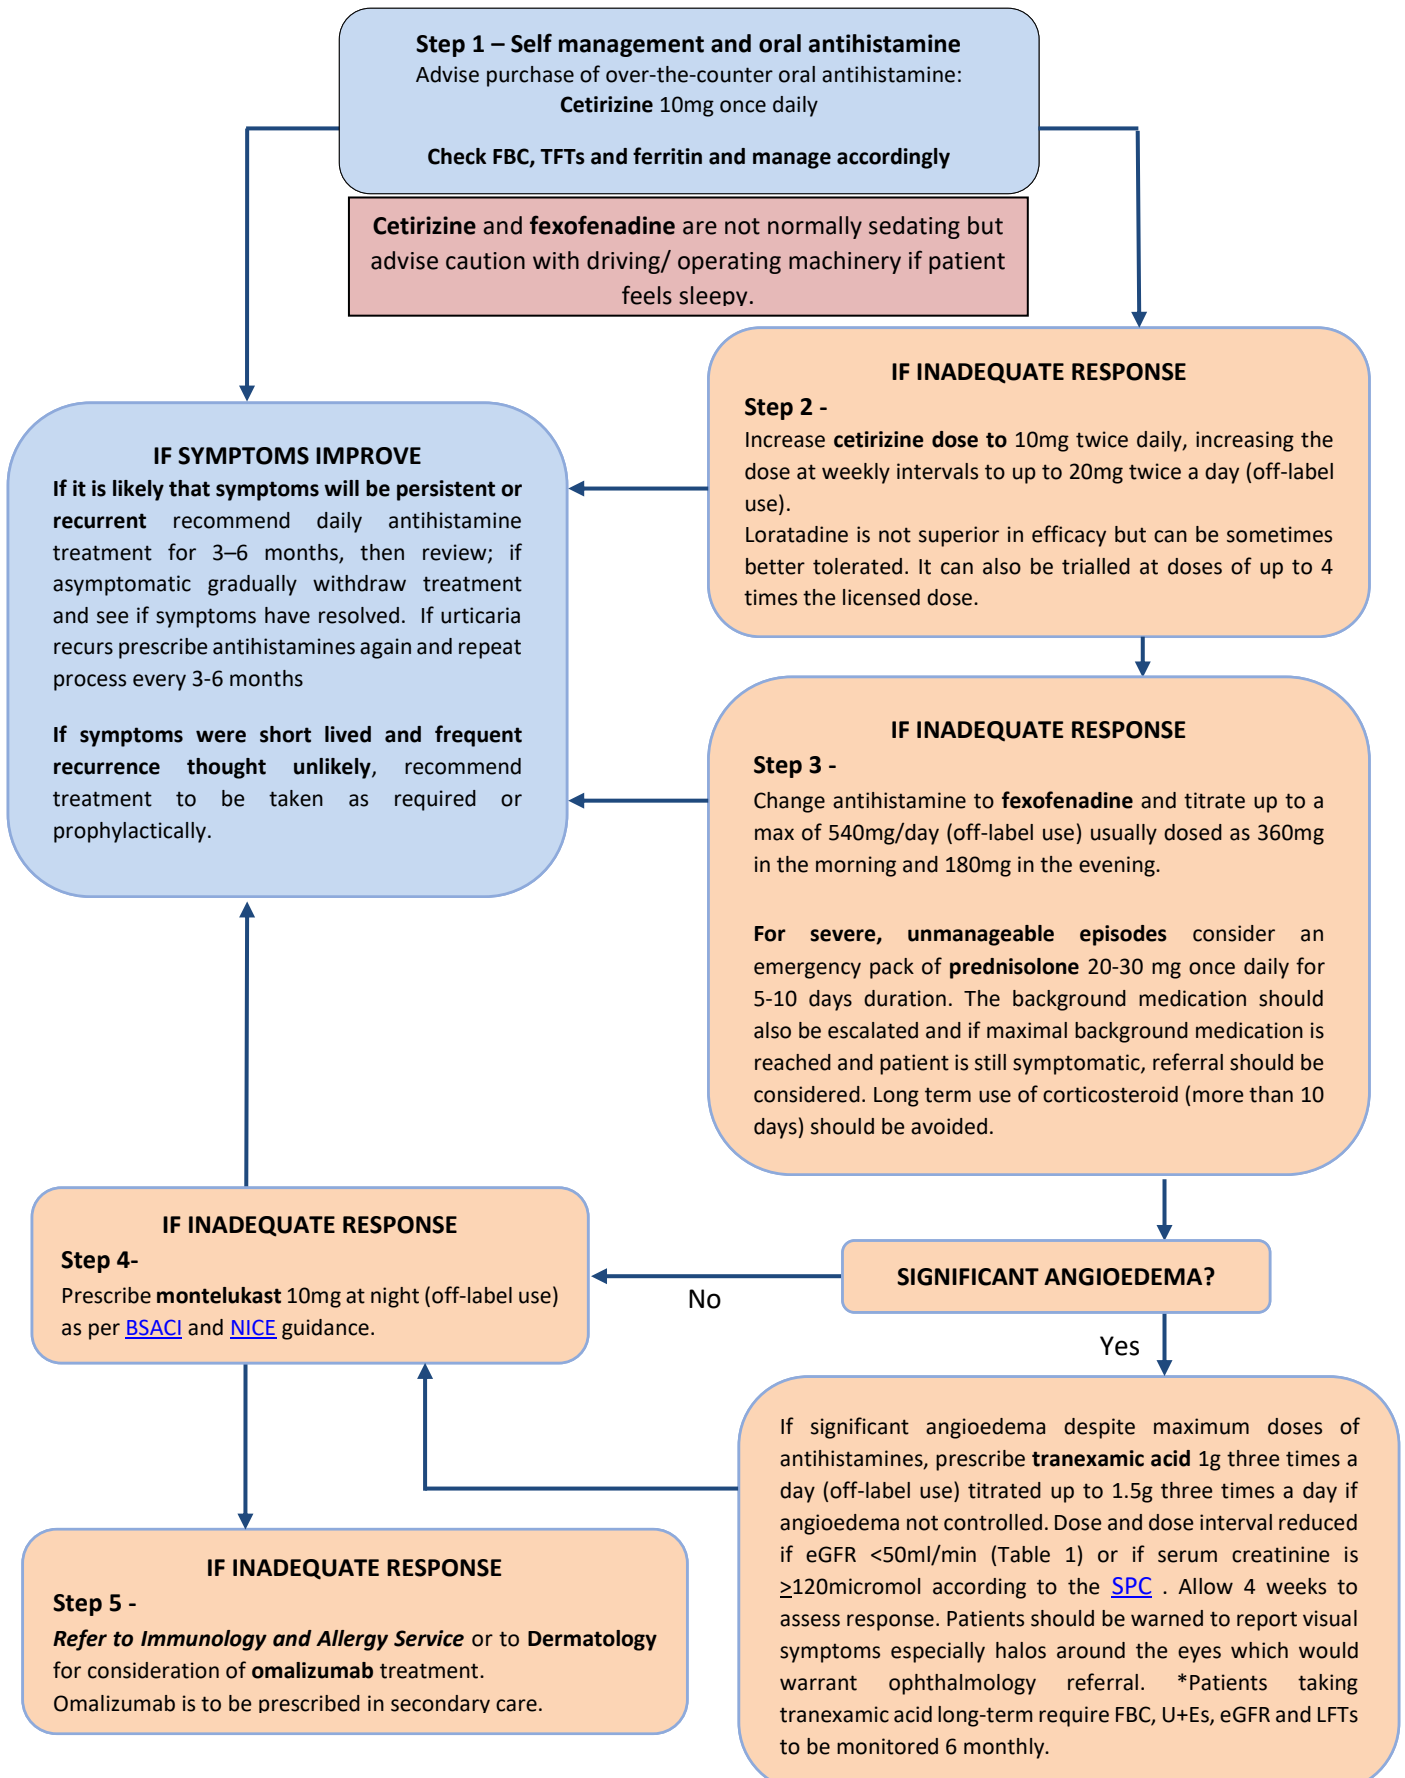 Step 1 – Self management and oral antihistamine
Advise purchase of over-the-counter oral antihistamine:
Cetirizine 10mg once daily
Check FBC, TFTs and ferritin and manage accordingly
Cetirizine and fexofenadine are not normally sedating but
advise caution with driving/ operating machinery if patient
feels sleepy.
IF INADEQUATE RESPONSE
Step 2 -
Increase cetirizine dose to 10mg twice daily, increasing the
dose at weekly intervals to up to 20mg twice a day (off-label
use).
Loratadine is not superior in efficacy but can be sometimes
better tolerated. It can also be trialled at doses of up to 4
times the licensed dose.
IF SYMPTOMS IMPROVE
If it is likely that symptoms will be persistent or
recurrent recommend daily antihistamine
treatment for 3–6 months, then review; if
asymptomatic gradually withdraw treatment
and see if symptoms have resolved. If urticaria
recurs prescribe antihistamines again and repeat
process every 3-6 months
If symptoms were short lived and frequent
recurrence thought unlikely, recommend
treatment to be taken as required or
prophylactically.
IF INADEQUATE RESPONSE
Step 3 -
Change antihistamine to fexofenadine and titrate up to a
max of 540mg/day (off-label use) usually dosed as 360mg
in the morning and 180mg in the evening.
For severe, unmanageable episodes consider an
emergency pack of prednisolone 20-30 mg once daily for
5-10 days duration. The background medication should
also be escalated and if maximal background medication is
reached and patient is still symptomatic, referral should be
considered. Long term use of corticosteroid (more than 10
days) should be avoided.
IF INADEQUATE RESPONSE
Step 4-
Prescribe montelukast 10mg at night (off-label use)
as per BSACI and NICE guidance.
SIGNIFICANT ANGIOEDEMA?
No
Yes
If significant angioedema despite maximum doses of
antihistamines, prescribe tranexamic acid 1g three times a
day (off-label use) titrated up to 1.5g three times a day if
angioedema not controlled. Dose and dose interval reduced
if eGFR <50ml/min (Table 1) or if serum creatinine is
≥120micromol according to the SPC . Allow 4 weeks to
assess response. Patients should be warned to report visual
symptoms especially halos around the eyes which would
warrant ophthalmology referral. *Patients taking
tranexamic acid long-term require FBC, U+Es, eGFR and LFTs
to be monitored 6 monthly.
IF INADEQUATE RESPONSE
Step 5 -
Refer to Immunology and Allergy Service or to Dermatology
for consideration of omalizumab treatment.
Omalizumab is to be prescribed in secondary care.